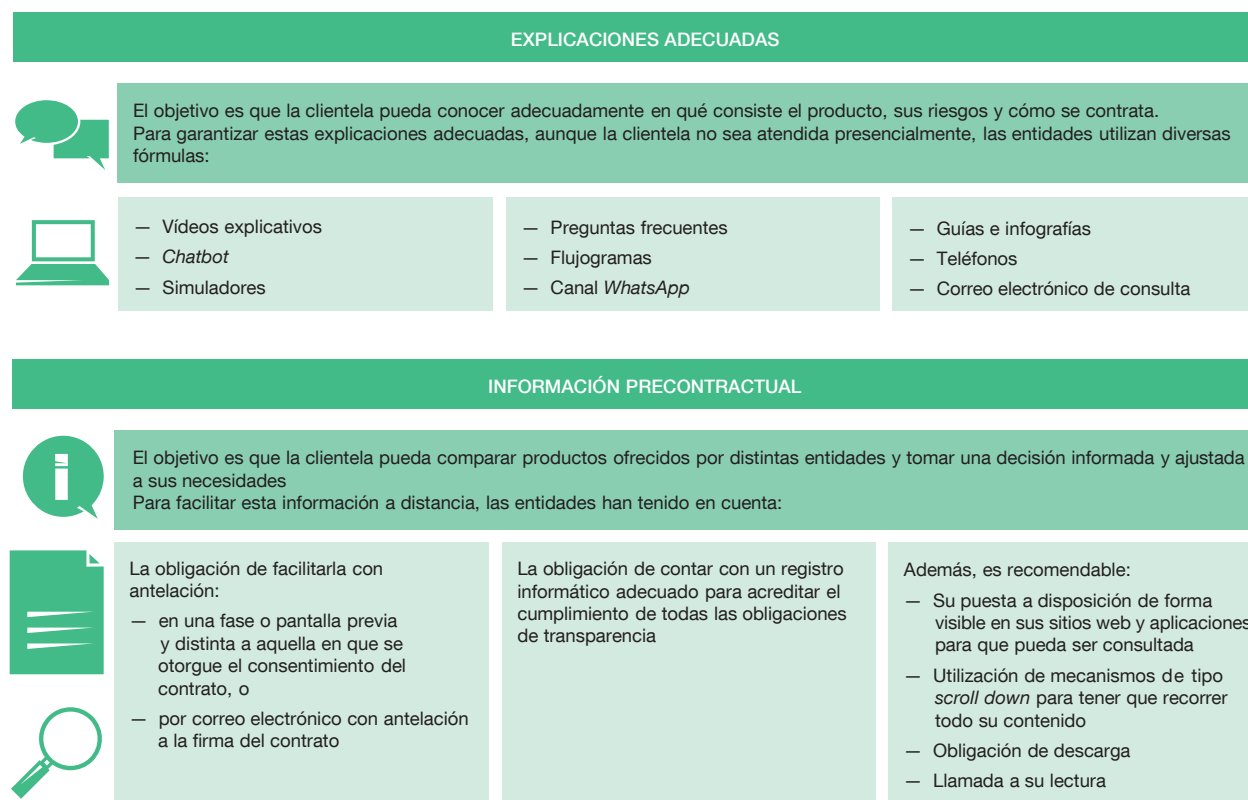 EXPLICACIONES ADECUADAS
El objetivo es que la clientela pueda conocer adecuadamente en qué consiste el producto, sus riesgos y cómo se contrata.
Para garantizar estas explicaciones adecuadas, aunque la clientela no sea atendida presencialmente, las entidades utilizan diversas
fórmulas:
— Vídeos explicativos
— Chatbot
— Simuladores
— Preguntas frecuentes
— Flujogramas
— Canal WhatsApp
— Guías e infografías
— Teléfonos
— Correo electrónico de consulta
INFORMACIÓN PRECONTRACTUAL
El objetivo es que la clientela pueda comparar productos ofrecidos por distintas entidades y tomar una decisión informada y ajustada
a sus necesidades
Para facilitar esta información a distancia, las entidades han tenido en cuenta:
La obligación de facilitarla con
antelación:
— en una fase o pantalla previa
y distinta a aquella en que se
otorgue el consentimiento del
contrato, o
— por correo electrónico con antelación
a la firma del contrato
La obligación de contar con un registro
informático adecuado para acreditar el
cumplimiento de todas las obligaciones
de transparencia
Además, es recomendable:
— Su puesta a disposición de forma
visible en sus sitios web y aplicaciones
para que pueda ser consultada
— Utilización de mecanismos de tipo
scroll down para tener que recorrer
todo su contenido
— Obligación de descarga
— Llamada a su lectura